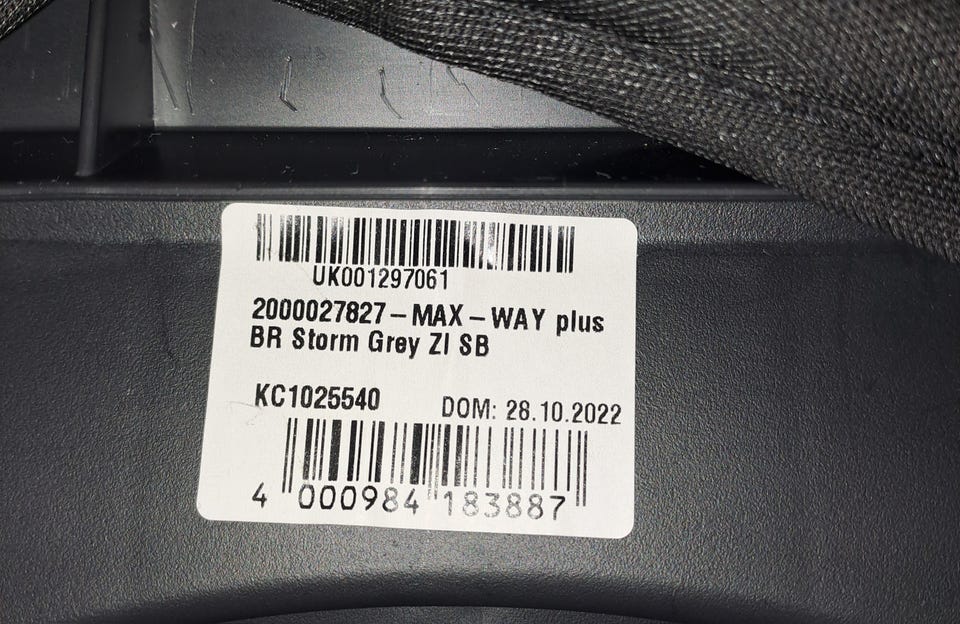 UK001297061
2000027827-MAX-WAY plus
BR Storm Grey ZI SB
KC1025540 DOM: 28.10.2022
4 000984 183887